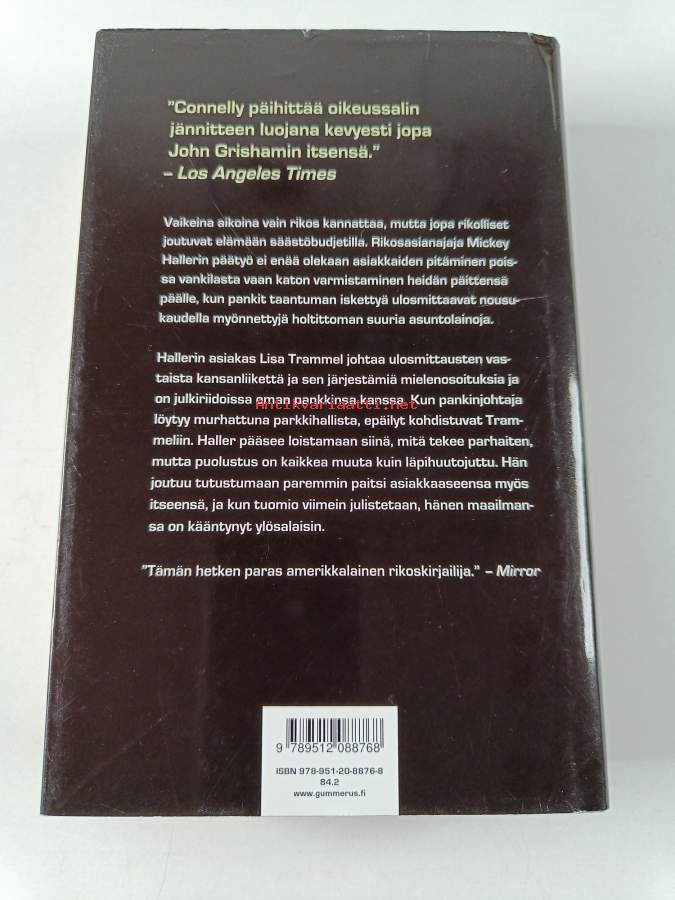 ”Connelly päihittää oikeussalin
jännitteen luojana kevyesti jopa
John Grishamin itsensä.”
– Los Angeles Times
Vaikeina aikoina vain rikos kannattaa, mutta jopa rikolliset
joutuvat elämään säästöbudjetilla. Rikosasianajaja Mickey
Hallerin päätyö ei enää olekaan asiakkaiden pitäminen pois-
sa vankilasta vaan katon varmistaminen heidän päittensä
päälle, kun pankit taantuman iskettyä ulosmittaavat nousu-
kaudella myönnettyjä holtittoman suuria asuntolainoja.
Hallerin asiakas Lisa Trammel johtaa ulosmittausten vas-
taista kansanliikettä ja sen järjestämiä mielenosoituksia ja
on julkiriidoissa oman pankkinsa kanssa. Kun pankinjohtaja
Antikvariaatti.net
löytyy murhattuna parkkihallista, epäilyt kohdistuvat Tram-
meliin. Haller pääsee loistamaan siinä, mitä tekee parhaiten,
mutta puolustus on kaikkea muuta kuin läpihuutojuttu. Hän
joutuu tutustumaan paremmin paitsi asiakkaaseensa myös
itseensä, ja kun tuomio viimein julistetaan, hänen maailman-
sa on kääntynyt ylösalaisin.
”Tämän hetken paras amerikkalainen rikoskirjailija.” – Mirror
9 789512 088768
ISBN 978-951-20-8876-8
84.2
www.gummerus.fi